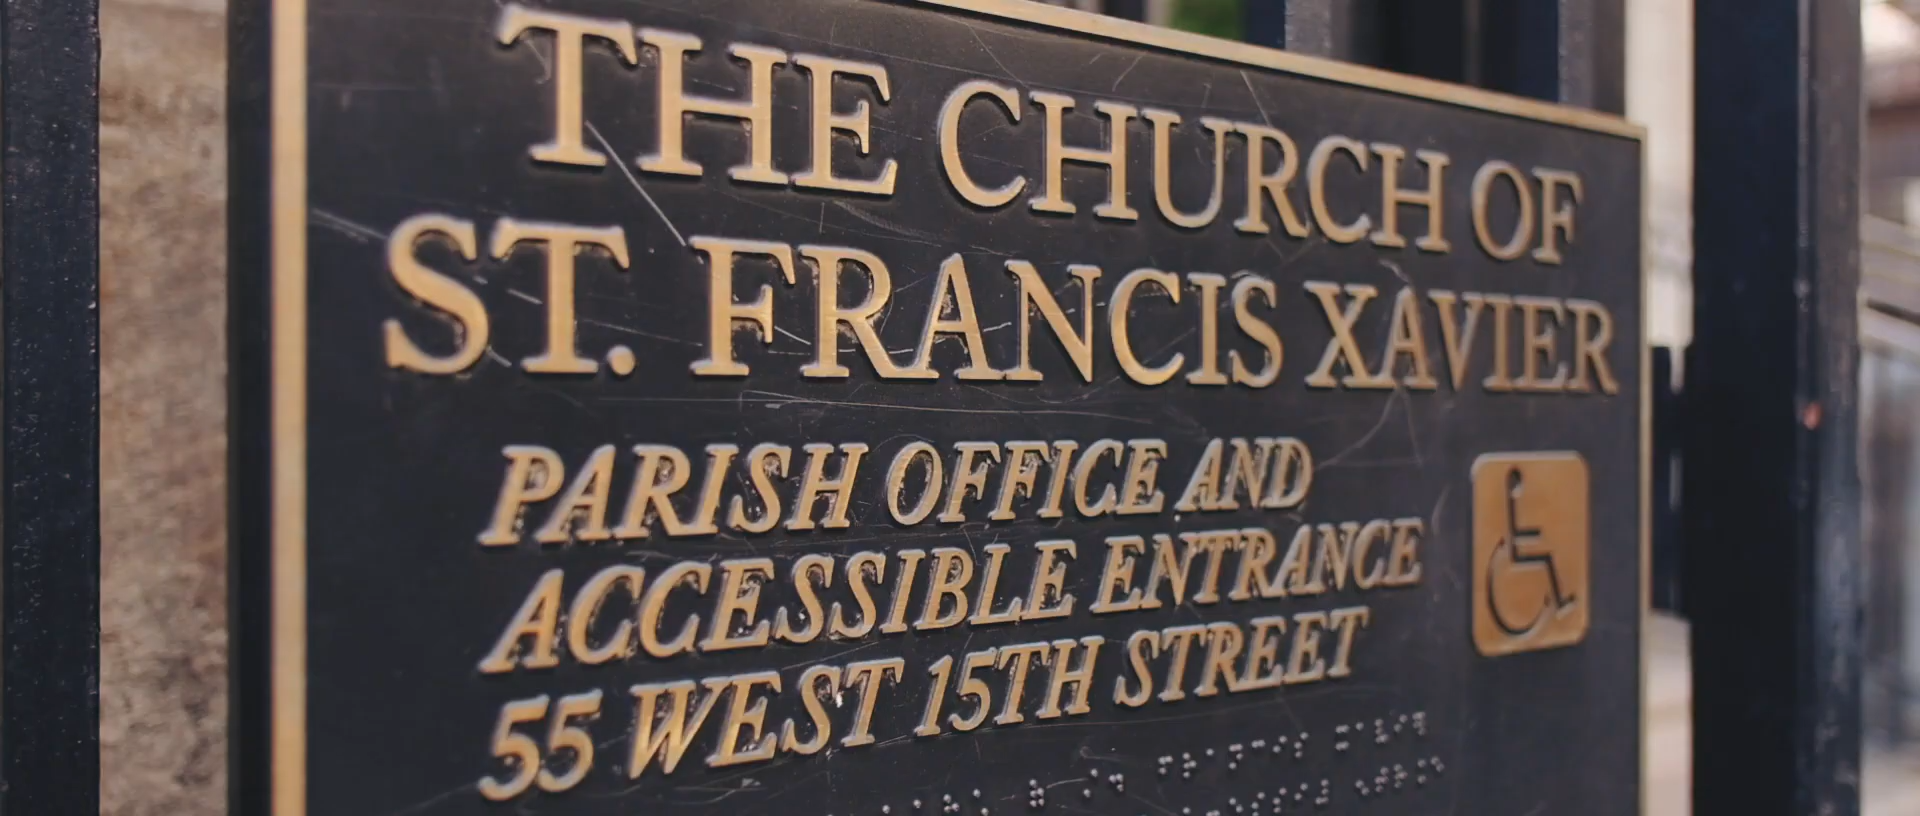 THE CHURCH OF
ST. FRANCIS XAVIER
PARISH OFFICE AND
ACCESSIBLE ENTRANCE
55 WEST 15TH STREET